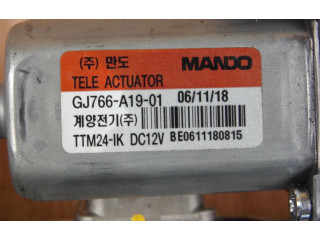 (주) 만도 MANDO
TELE ACTUATOR
GJ766-A19-01 06/11/18
계양전기(주)
TTM24-IK DC12V BE0611180815